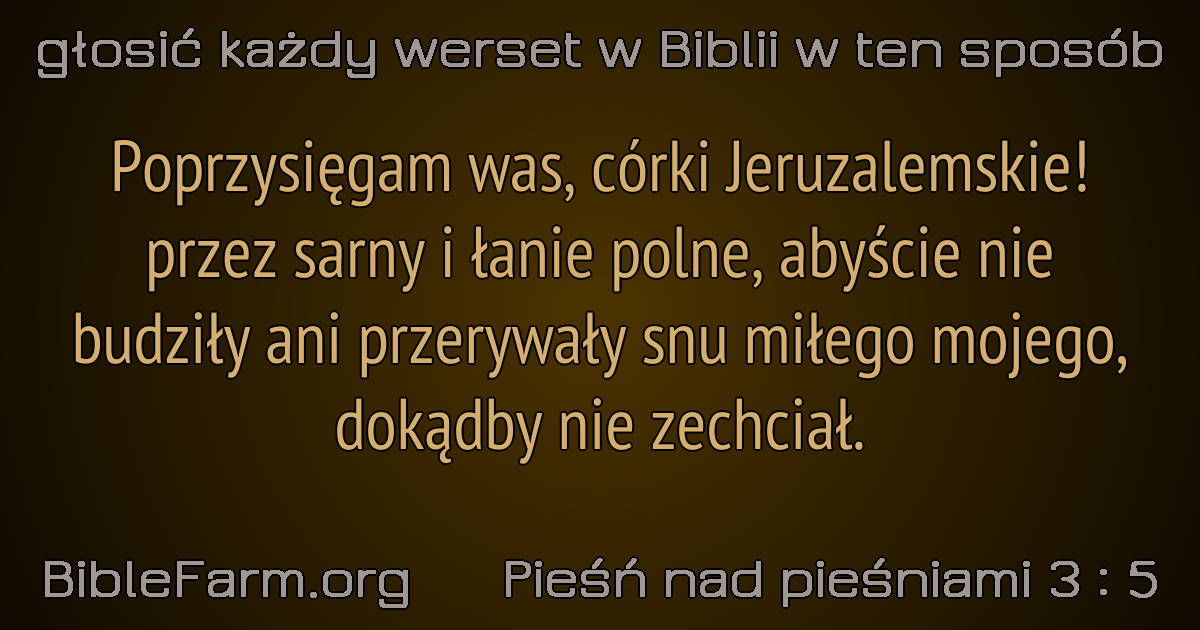 głosić każdy werset w Biblii w ten sposób
Poprzysięgam was, córki Jeruzalemskie!
przez sarny i łanie polne, abyście nie
budziły ani przerywały snu miłego mojego,
dokądby nie zechciał.
BibleFarm.org Pieśń nad pieśniami 3 : 5